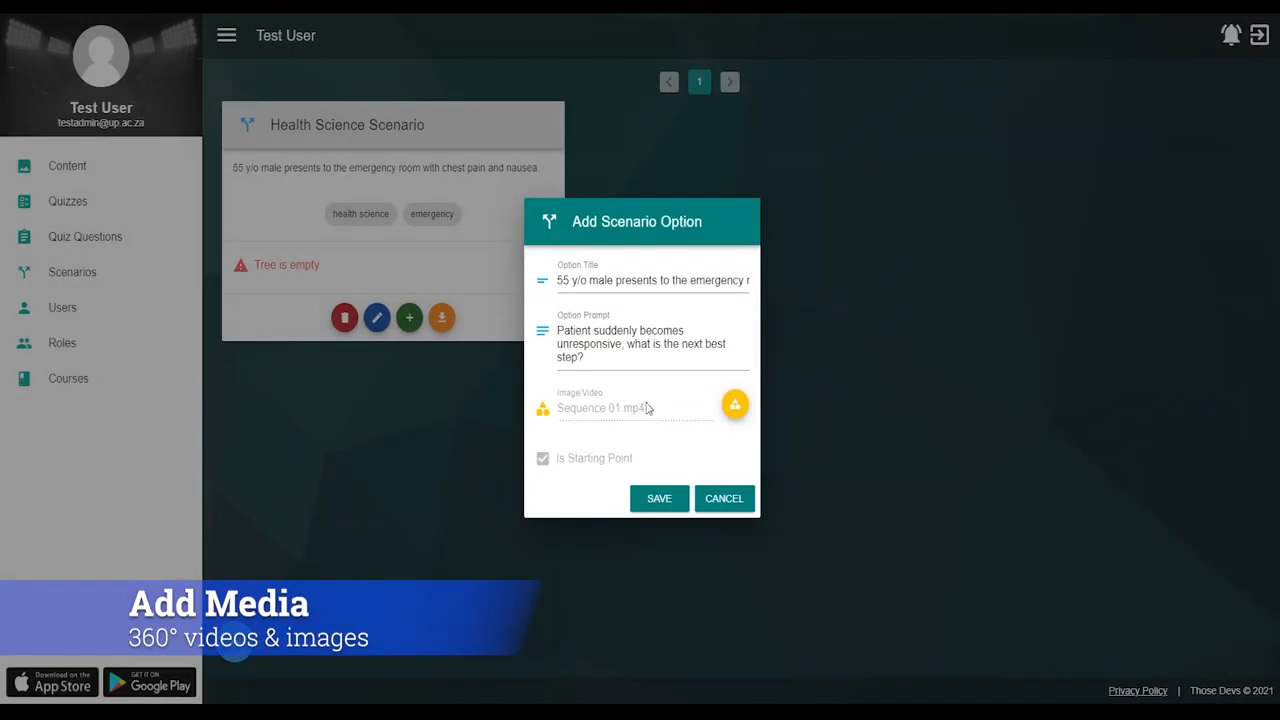 Test User
testadmin@up.ac.za
Content
Quizzes
Quiz Questions
Scenarios
Users
Roles
Courses
Download on the
App Store
GET IT ON
Google Play
Test User
1
Health Science Scenario
55 y/o male presents to the emergency room with chest pain and nausea.
health science
emergency
Tree is empty
Add Scenario Option
Option Title
55 y/o male presents to the emergency r
Option Prompt
Patient suddenly becomes
unresponsive, what is the next best
step?
Image/Video
Sequence 01.mp4
Is Starting Point
SAVE
CANCEL
Add Media
360° videos & images
Privacy Policy | Those Devs © 2021